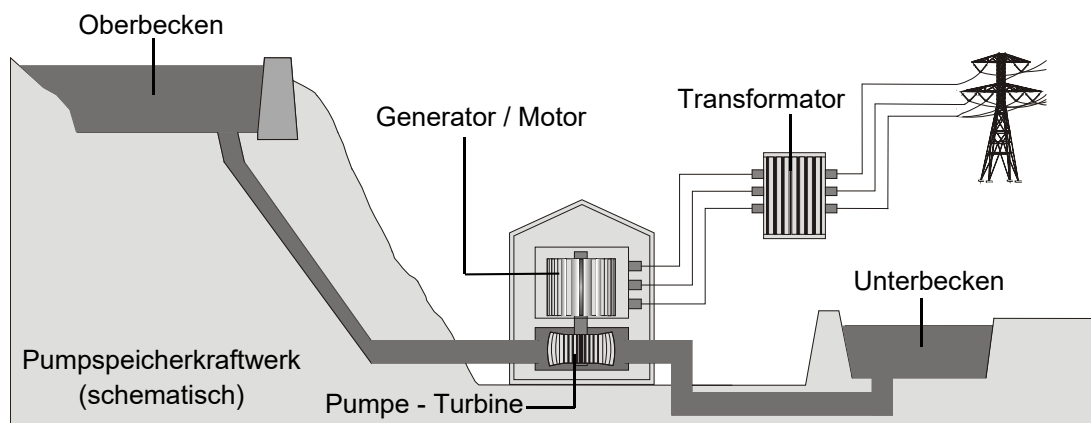 Oberbecken
Generator / Motor
Transformator
Unterbecken
Pumpspeicherkraftwerk
(schematisch)
Pumpe - Turbine